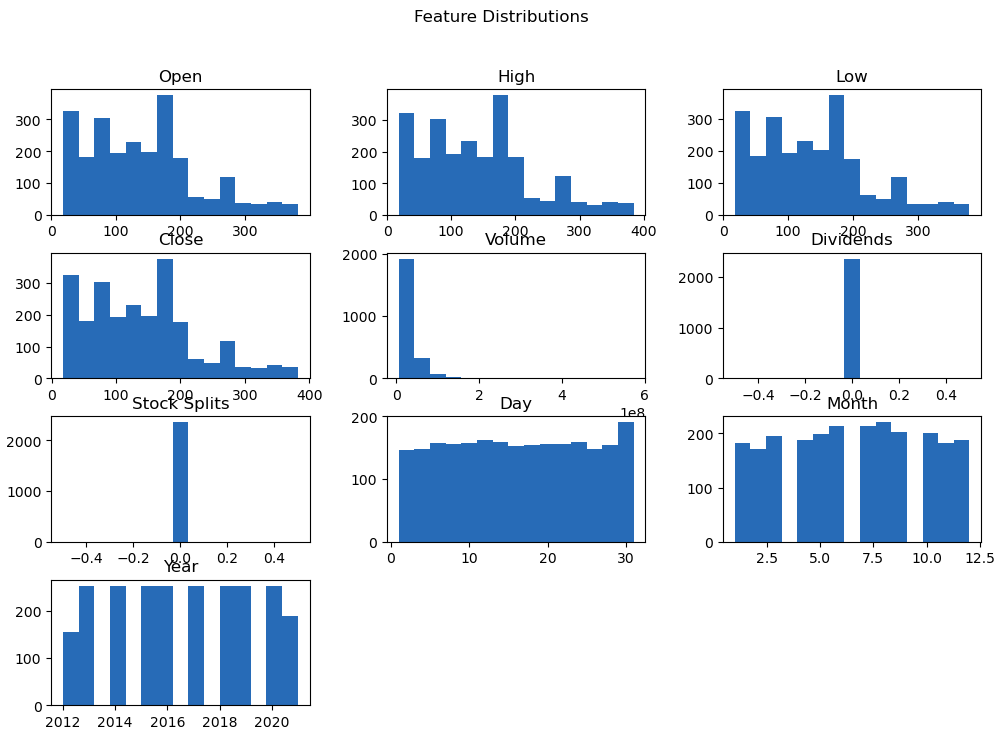 Feature Distributions
Open
High
Low
300
200
100
0
0 100 200 300
300
200
100
0
0 100 200 300 400
300
200
100
0
0 100 200 300
Close
Volume
Dividends
300
200
100
0
0 100 200 300 400
2000
1000
0
0 2 4 6
1e8
2000
1000
0
−0.4 −0.2 0.0 0.2 0.4
Stock Splits
Day
Month
2000
1000
0
−0.4 −0.2 0.0 0.2 0.4
200
100
0
0 10 20 30
200
100
0
2.5 5.0 7.5 10.0 12.5
Year
200
100
0
2012 2014 2016 2018 2020